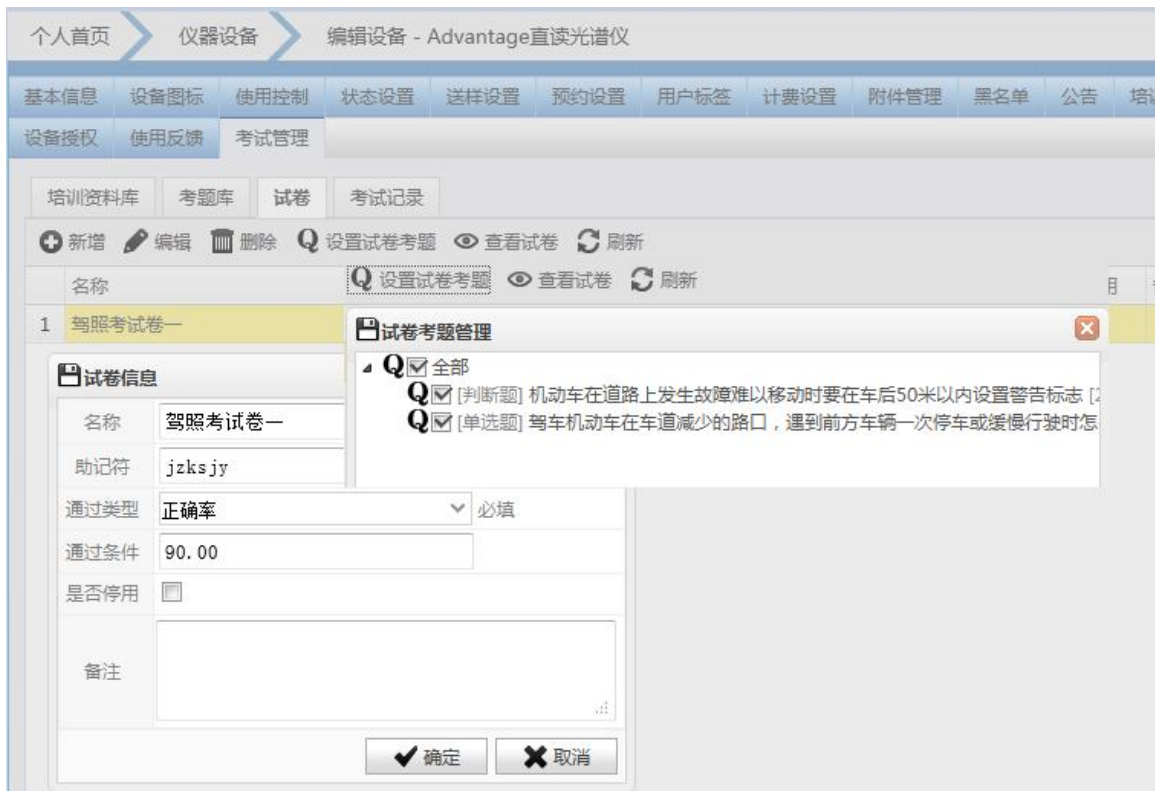 个人首页 仪器设备 编辑设备 - Advantage直读光谱仪
基本信息 设备图标 使用控制 状态设置 送样设置 预约设置 用户标签 计费设置 附件管理 黑名单 公告
设备授权 使用反馈 考试管理
培训资料库 考题库 试卷 考试记录
新增 编辑 删除 Q 设置试卷考题 查看试卷 刷新
Q 设置试卷考题 查看试卷 刷新
名称
1 驾照考试卷一
试卷考题管理
Q 全部
Q [判断题] 机动车在道路上发生故障难以移动时要在车后50米以内设置警告标志
Q [单选题] 驾车机动车在车道减少的路口，遇到前方车辆一次停车或缓慢行驶时怎
试卷信息
名称 驾照考试卷一
助记符 jzksjy
通过类型 正确率 必填
通过条件 90.00
是否停用
备注
确定 取消